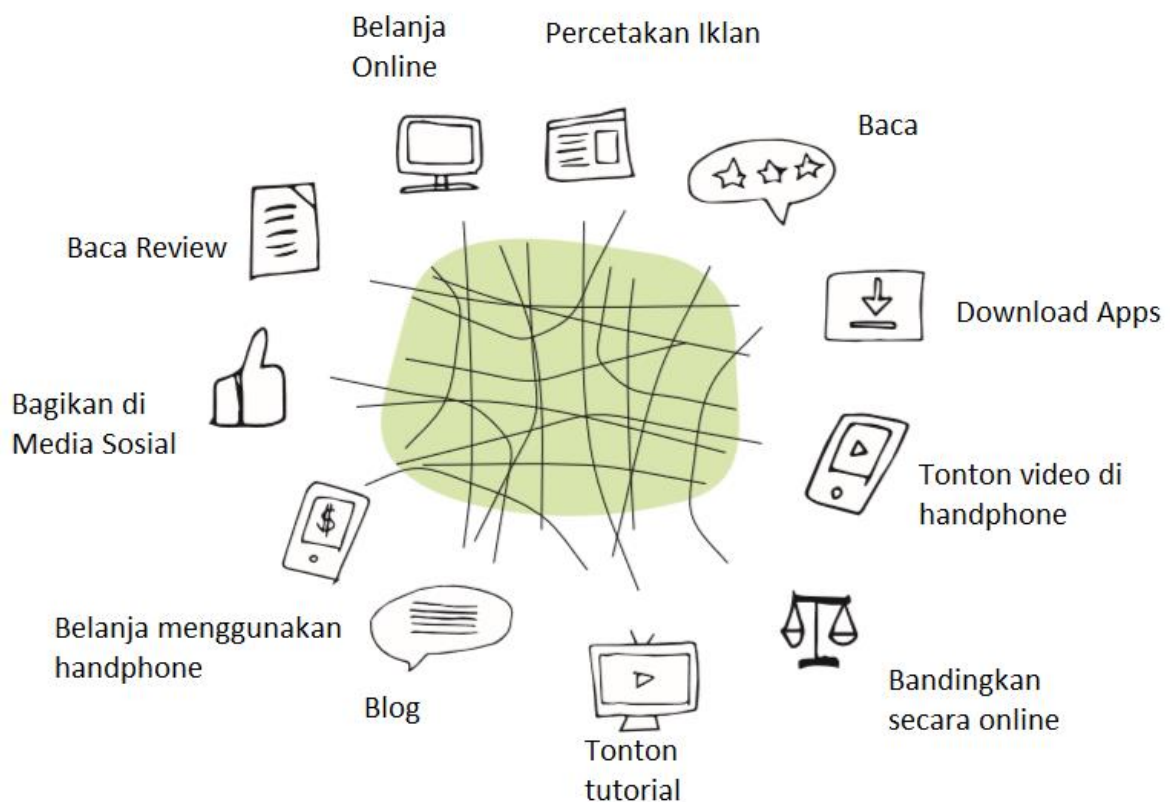 Belanja
Online
Percetakan Iklan
Baca
Baca Review
Download Apps
Bagikan di
Media Sosial
Tonton video di
handphone
$
Belanja menggunakan
handphone
Blog
Bandingkan
secara online
Tonton
tutorial